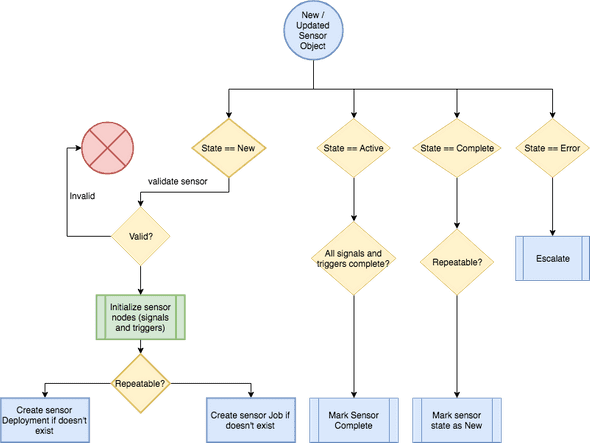 New /
Updated
Sensor
Object
State == New
State == Active
State == Complete
State == Error
validate sensor
Invalid
Valid?
All signals and
triggers complete?
Repeatable?
Escalate
Initialize sensor
nodes (signals
and triggers)
Repeatable?
Create sensor
Deployment if doesn't
exist
Create sensor Job if
doesn't exist
Mark Sensor
Complete
Mark sensor
state as New